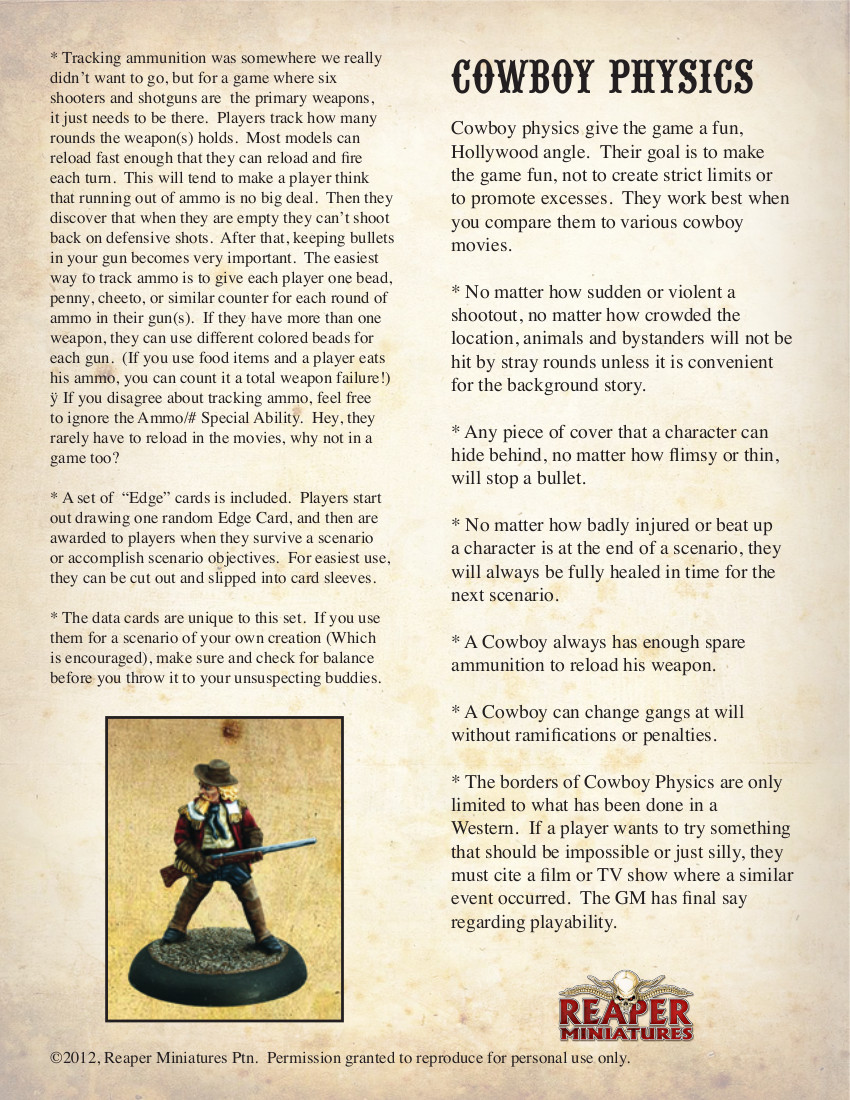 * Tracking ammunition was somewhere we really
didn't want to go, but for a game where six
shooters and shotguns are  the primary weapons,
it just needs to be there.  Players track how many
rounds the weapon(s) holds.  Most models can
reload fast enough that they can reload and fire
each turn.  This will tend to make a player think
that running out of ammo is no big deal.  Then they
discover that when they are empty they can't shoot
back on defensive shots.  After that, keeping bullets
in your gun becomes very important.  The easiest
way to track ammo is to give each player one bead,
penny, cheeto, or similar counter for each round of
ammo in their gun(s).  If they have more than one
weapon, they can use different colored beads for
each gun.  (If you use food items and a player eats
his ammo, you can count it a total weapon failure!)
ÿ If you disagree about tracking ammo, feel free
to ignore the Ammo/# Special Ability.  Hey, they
rarely have to reload in the movies, why not in a
game too?
* A set of  “Edge” cards is included.  Players start
out drawing one random Edge Card, and then are
awarded to players when they survive a scenario
or accomplish scenario objectives.  For easiest use,
they can be cut out and slipped into card sleeves.
* The data cards are unique to this set.  If you use
them for a scenario of your own creation (Which
is encouraged), make sure and check for balance
before you throw it to your unsuspecting buddies.
COWBOY PHYSICS
Cowboy physics give the game a fun,
Hollywood angle.  Their goal is to make
the game fun, not to create strict limits or
to promote excesses.  They work best when
you compare them to various cowboy
movies.
* No matter how sudden or violent a
shootout, no matter how crowded the
location, animals and bystanders will not be
hit by stray rounds unless it is convenient
for the background story.
* Any piece of cover that a character can
hide behind, no matter how flimsy or thin,
will stop a bullet.
* No matter how badly injured or beat up
a character is at the end of a scenario, they
will always be fully healed in time for the
next scenario.
* A Cowboy always has enough spare
ammunition to reload his weapon.
* A Cowboy can change gangs at will
without ramifications or penalties.
* The borders of Cowboy Physics are only
limited to what has been done in a
Western.  If a player wants to try something
that should be impossible or just silly, they
must cite a film or TV show where a similar
event occurred.  The GM has final say
regarding playability.
REAPER
MINIATURES
©2012, Reaper Miniatures Ptn.  Permission granted to reproduce for personal use only.